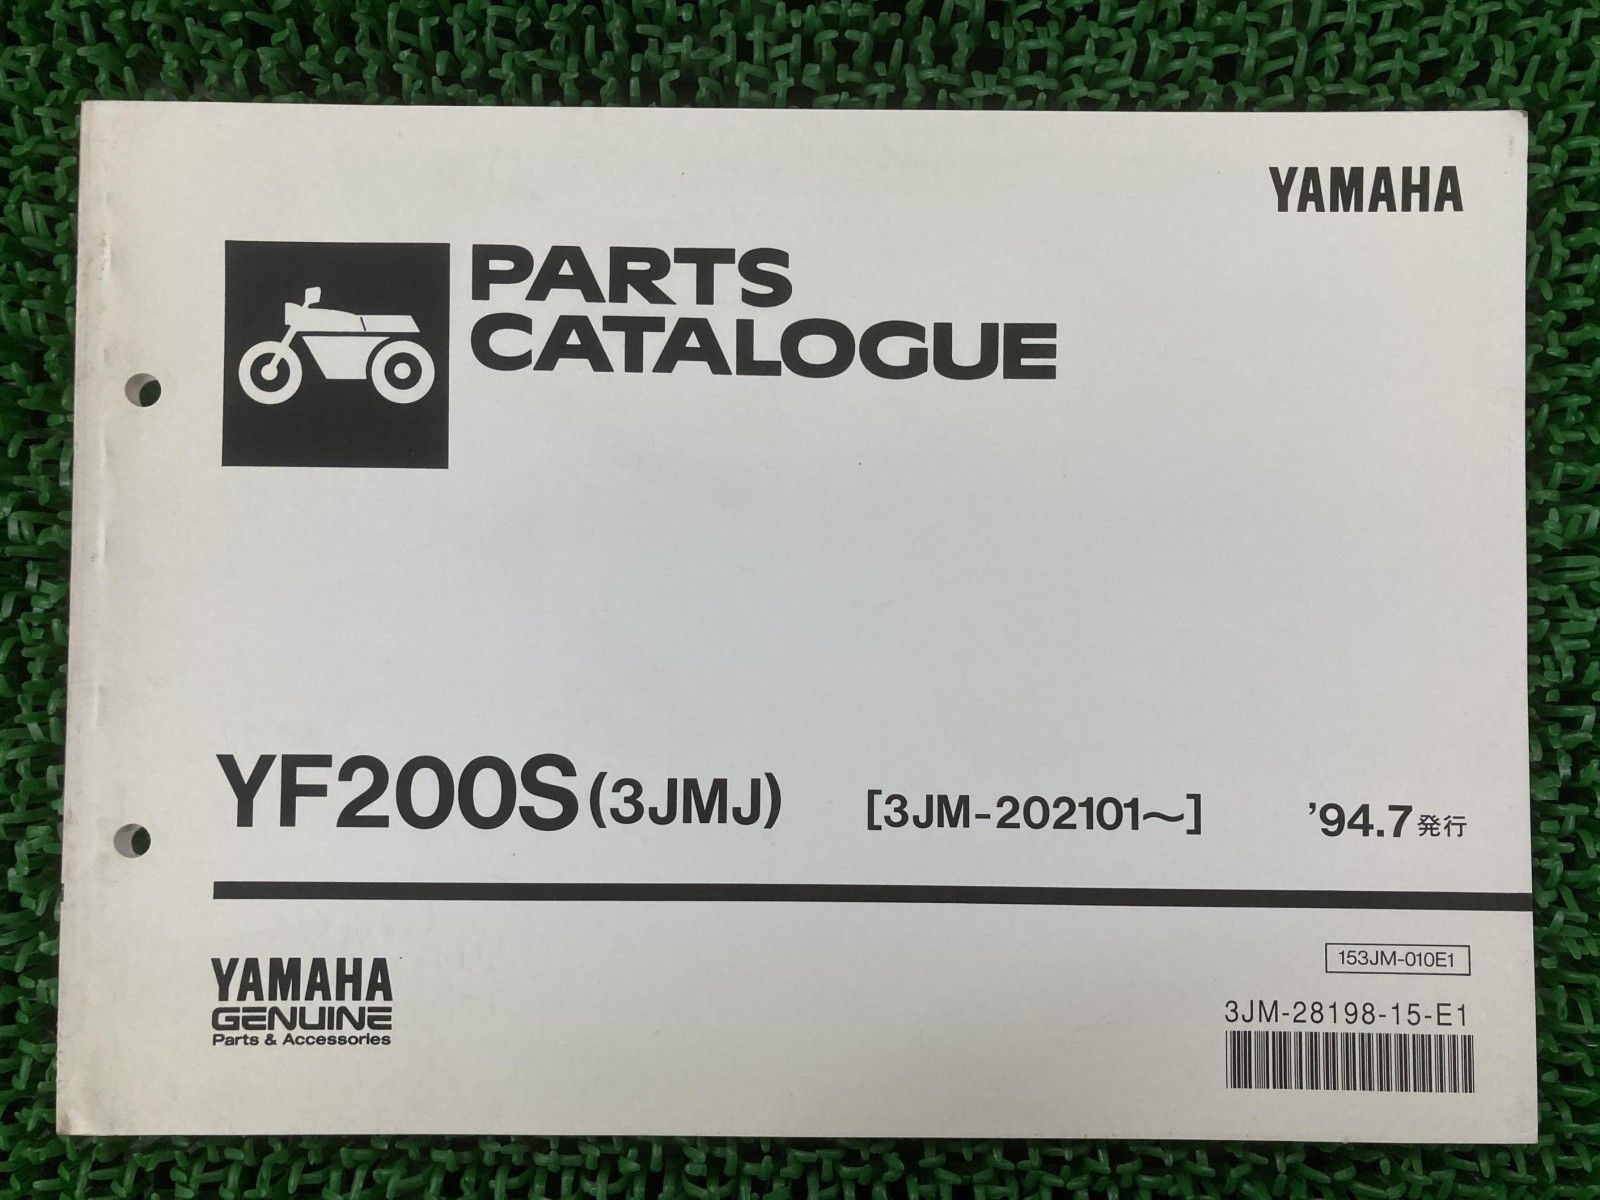 YAMAHA
PARTS
CATALOGUE
YF200S (3JMJ) [3JM-202101～] ’94.7発行
YAMAHA
GENUINE
Parts & Accessories
153JM-010E1
3JM-28198-15-E1